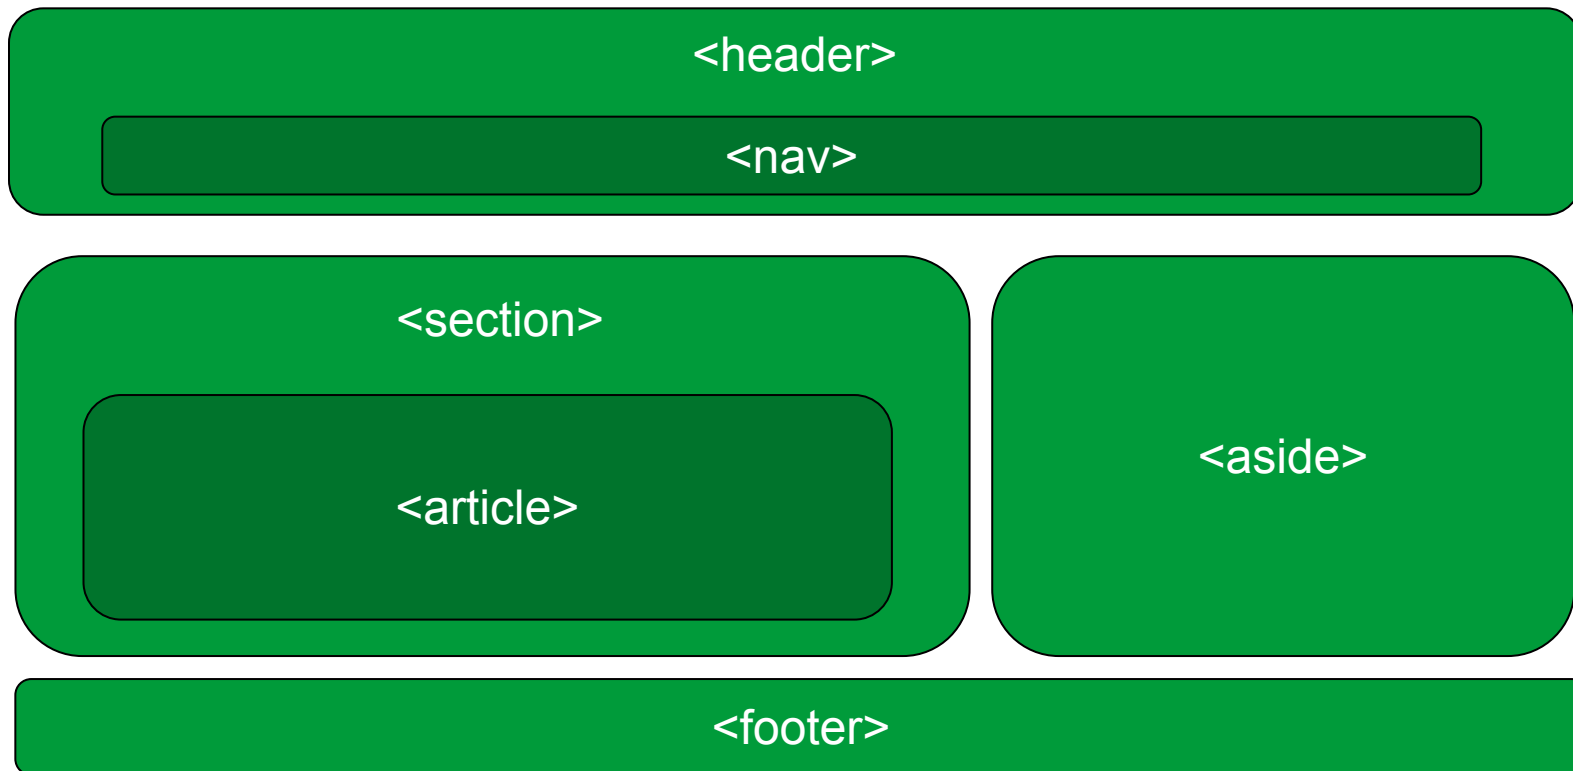 <header>
<nav>
<section>
<article>
<aside>
<footer>